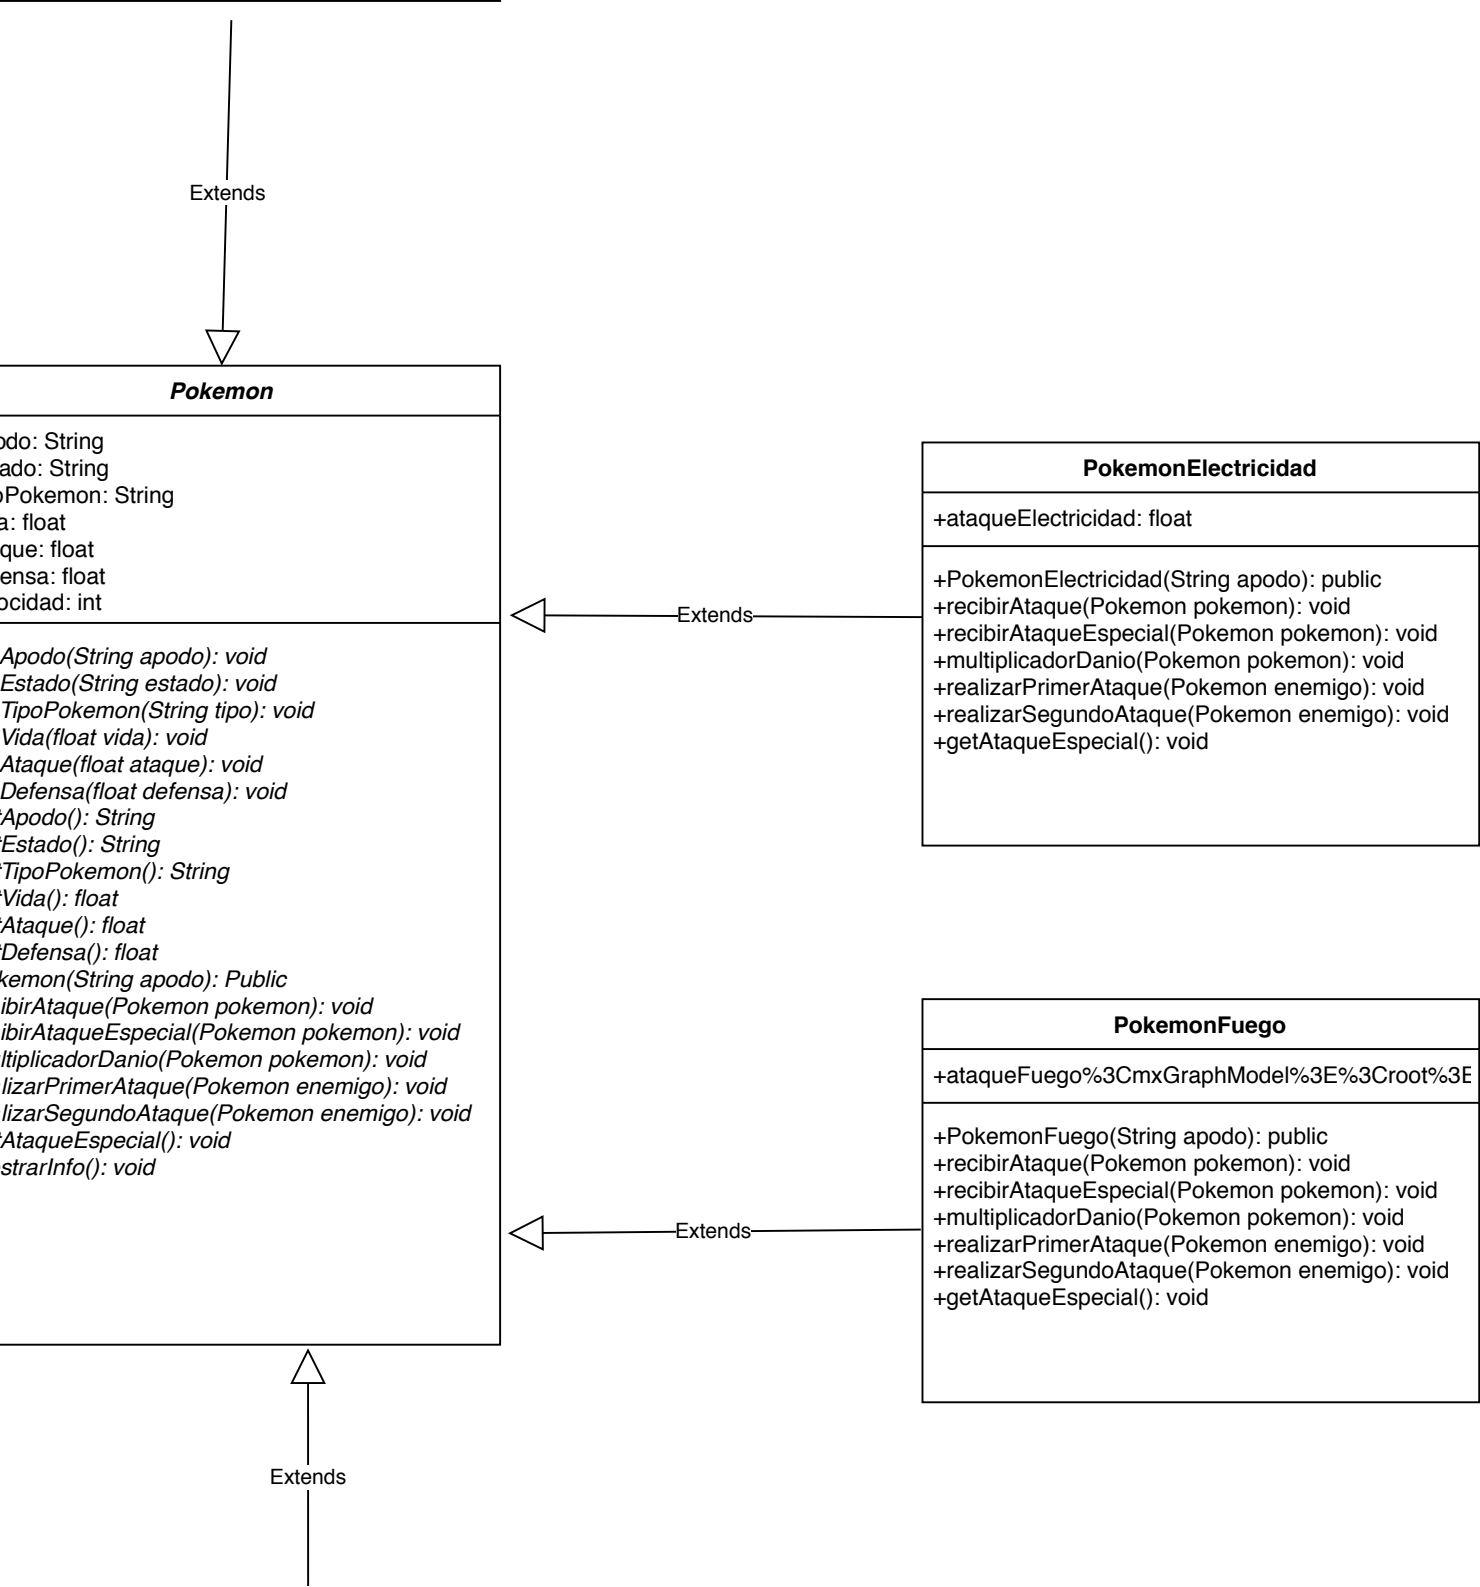 Extends
Pokemon
odo: String
ado: String
oPokemon: String
a: float
que: float
ensa: float
ocidad: int
Apodo(String apodo): void
Estado(String estado): void
TipoPokemon(String tipo): void
Vida(float vida): void
Ataque(float ataque): void
Defensa(float defensa): void
tApodo(): String
tEstado(): String
tTipoPokemon(): String
tVida(): float
tAtaque(): float
tDefensa(): float
kemon(String apodo): Public
ibirAtaque(Pokemon pokemon): void
ibirAtaqueEspecial(Pokemon pokemon): void
ltiplicadorDanio(Pokemon pokemon): void
lizarPrimerAtaque(Pokemon enemigo): void
lizarSegundoAtaque(Pokemon enemigo): void
tAtaqueEspecial(): void
strarInfo(): void
Extends
PokemonElectricidad
+ataqueElectricidad: float
+PokemonElectricidad(String apodo): public
+recibirAtaque(Pokemon pokemon): void
+recibirAtaqueEspecial(Pokemon pokemon): void
+multiplicadorDanio(Pokemon pokemon): void
+realizarPrimerAtaque(Pokemon enemigo): void
+realizarSegundoAtaque(Pokemon enemigo): void
+getAtaqueEspecial(): void
Extends
PokemonFuego
+ataqueFuego%3CmxGraphModel%3E%3Croot%3E
+PokemonFuego(String apodo): public
+recibirAtaque(Pokemon pokemon): void
+recibirAtaqueEspecial(Pokemon pokemon): void
+multiplicadorDanio(Pokemon pokemon): void
+realizarPrimerAtaque(Pokemon enemigo): void
+realizarSegundoAtaque(Pokemon enemigo): void
+getAtaqueEspecial(): void
Extends